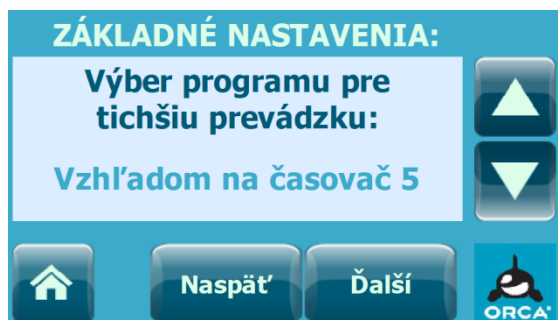 ZÁKLADNÉ NASTAVENIA:
Výber programu pre
tichšiu prevádzku:
Vzhľadom na časovač 5
Naspäť
Ďalší
ORCA